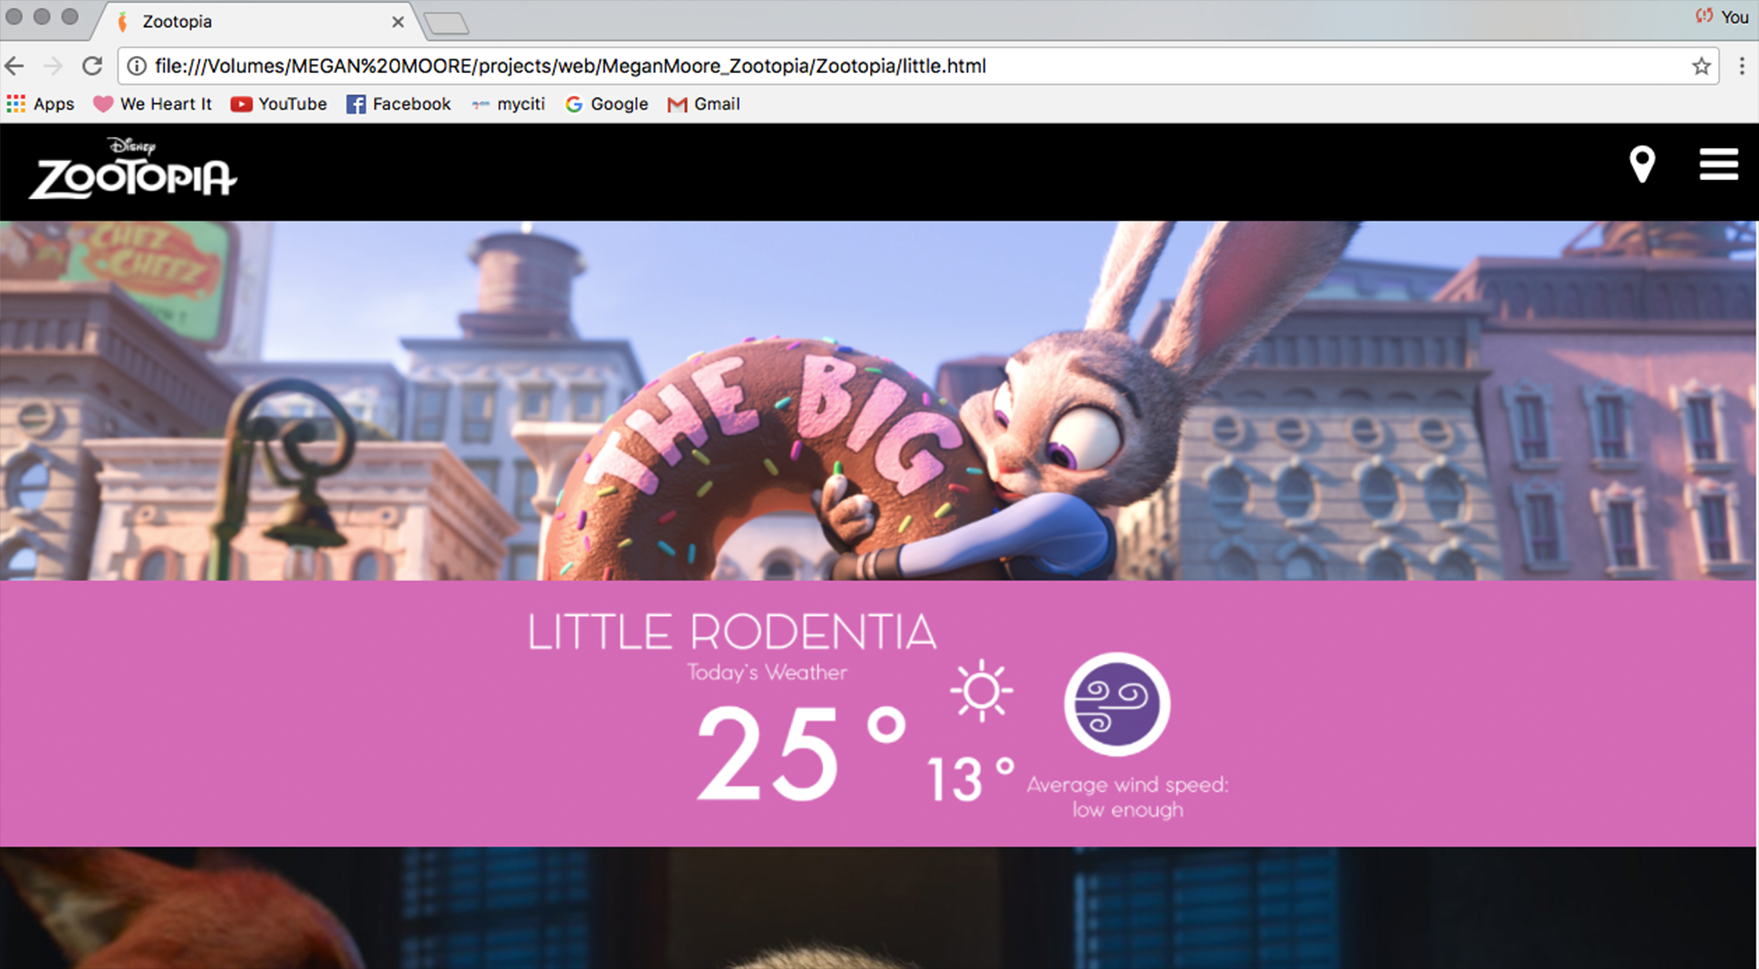 Zootopia
You
file:///Volumes/MEGAN%20MOORE/projects/web/MeganMoore_Zootopia/Zootopia/little.html
Apps We Heart It YouTube Facebook myciti Google Gmail
Disney
ZOOTOPIA
CHEZ
CHEEZ
THE BIG
LITTLE RODENTIA
Today's Weather
25°
13°
Average wind speed:
low enough